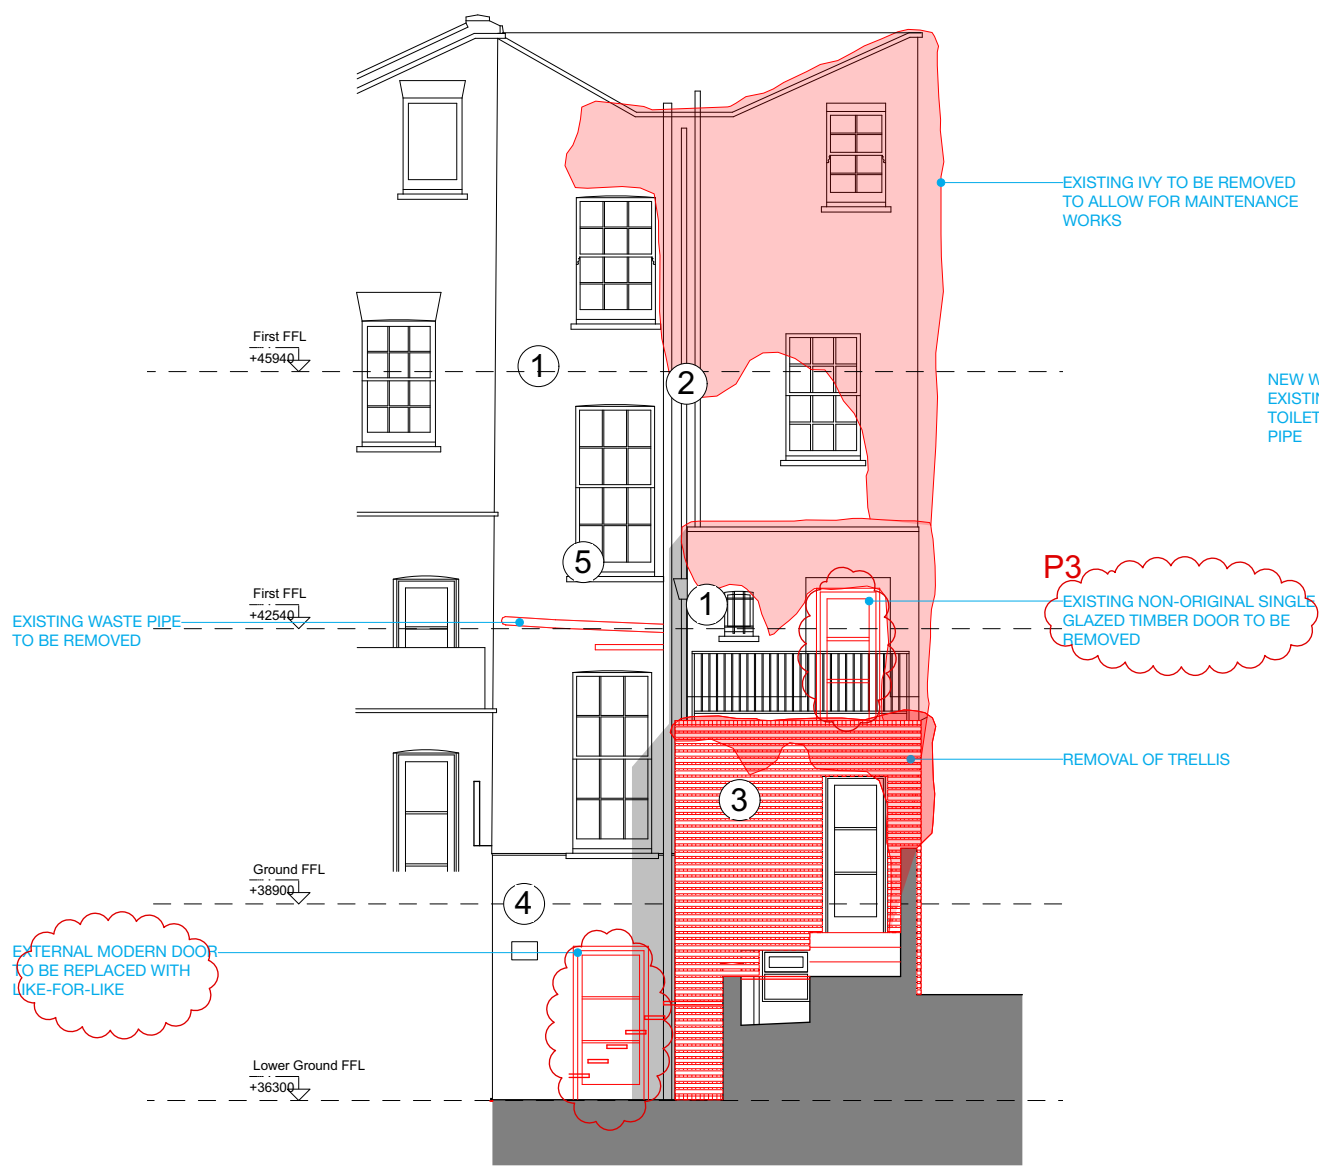 EXISTING IVY TO BE REMOVED
TO ALLOW FOR MAINTENANCE
WORKS
First FFL
+45940
1
2
NEW W
EXISTIN
TOILET
PIPE
5
P3
First FFL
+42540
1
EXISTING NON-ORIGINAL SINGLE
GLAZED TIMBER DOOR TO BE
REMOVED
EXISTING WASTE PIPE
TO BE REMOVED
REMOVAL OF TRELLIS
3
Ground FFL
+38900
4
EXTERNAL MODERN DOOR
TO BE REPLACED WITH
LIKE-FOR-LIKE
Lower Ground FFL
+36300